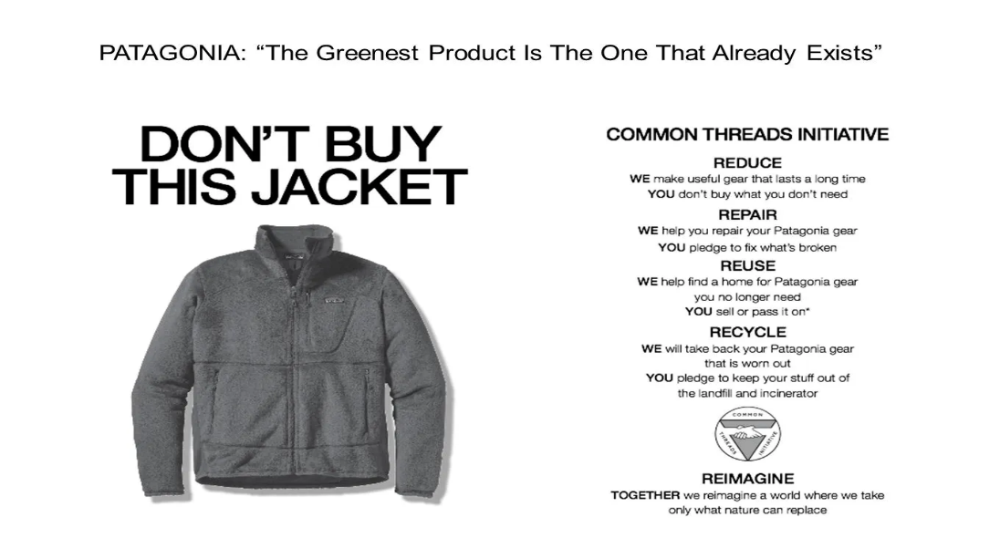 PATAGONIA: “The Greenest Product Is The One That Already Exists”
DON’T BUY
THIS JACKET
COMMON THREADS INITIATIVE
REDUCE
WE make useful gear that lasts a long time
YOU don’t buy what you don’t need
REPAIR
WE help you repair your Patagonia gear
YOU pledge to fix what’s broken
REUSE
WE help find a home for Patagonia gear
you no longer need
YOU sell or pass it on*
RECYCLE
WE will take back your Patagonia gear
that is worn out
YOU pledge to keep your stuff out of
the landfill and incinerator
COMMON
THREADS
INITIATIVE
REIMAGINE
TOGETHER we reimagine a world where we take
only what nature can replace